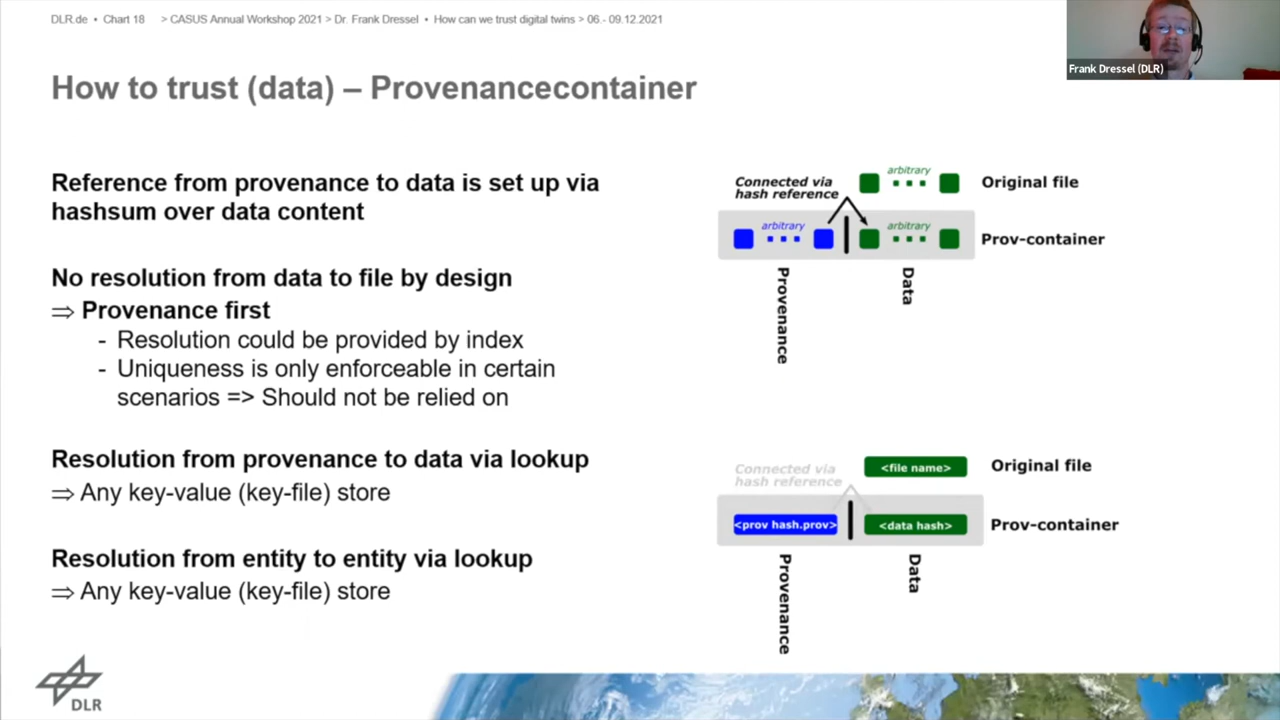 DLR.de • Chart 18 > CASUS Annual Workshop 2021 > Dr. Frank Dressel • How can we trust digital twins > 06.- 09.12.2021
Frank Dressel (DLR)
How to trust (data) – Provenancecontainer
Reference from provenance to data is set up via
hashsum over data content
No resolution from data to file by design
⇒ Provenance first
- Resolution could be provided by index
- Uniqueness is only enforceable in certain
scenarios => Should not be relied on
Resolution from provenance to data via lookup
⇒ Any key-value (key-file) store
Resolution from entity to entity via lookup
⇒ Any key-value (key-file) store
Connected via
hash reference
arbitrary
Original file
arbitrary
arbitrary
Prov-container
Provenance
Data
Connected via
hash reference
<file name>
Original file
<prov hash.prov>
<data hash>
Prov-container
Provenance
Data
DLR